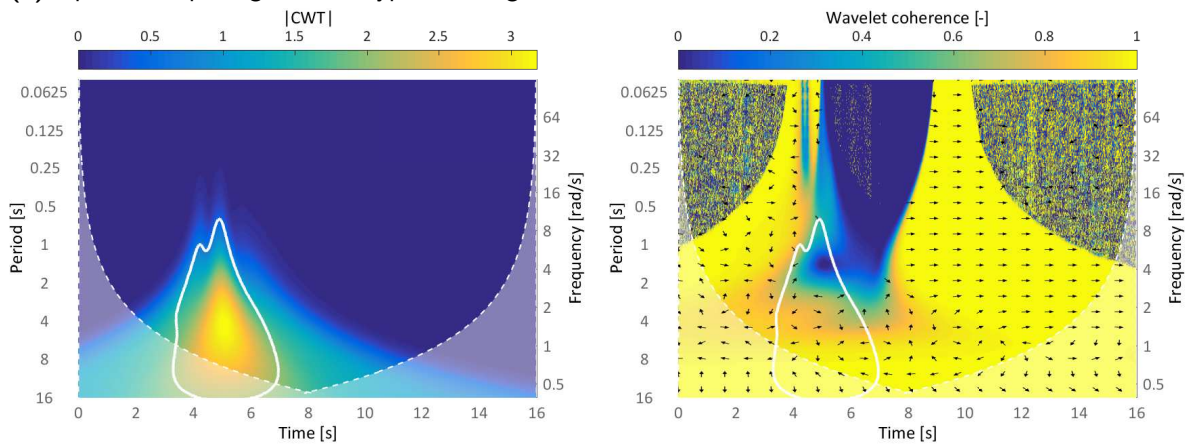 |CWT|
0 0.5 1 1.5 2 2.5 3
0.0625
0.125
0.25
0.5
1
2
4
8
16
Period [s]
64
32
16
8
4
2
1
0.5
Frequency [rad/s]
0 2 4 6 8 10 12 14 16
Time [s]
Wavelet coherence [-]
0 0.2 0.4 0.6 0.8 1
0.0625
0.125
0.25
0.5
1
2
4
8
16
Period [s]
64
32
16
8
4
2
1
0.5
Frequency [rad/s]
0 2 4 6 8 10 12 14 16
Time [s]